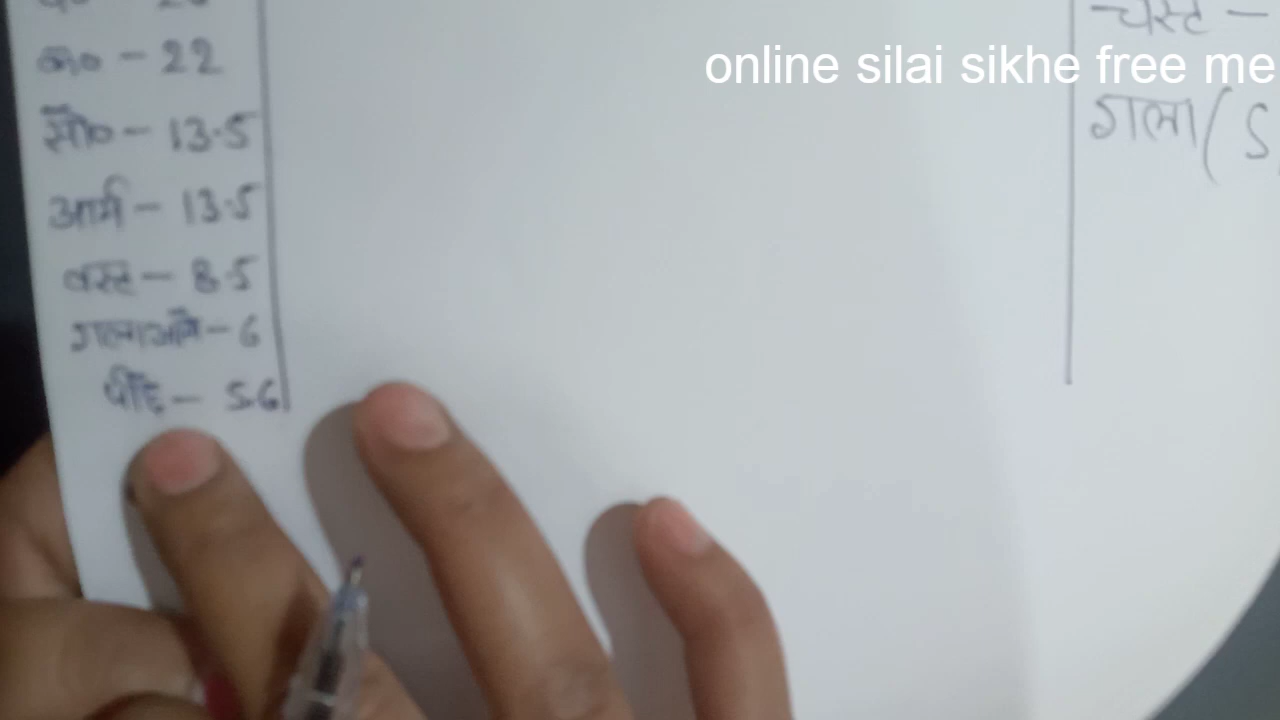 क० - 22
सी० - 13.5
आर्म - 13.5
वस्ट - 8.5
गलाआगे - 6
पीछे - 5.6
चेस्ट -
online silai sikhe free me
गला( S